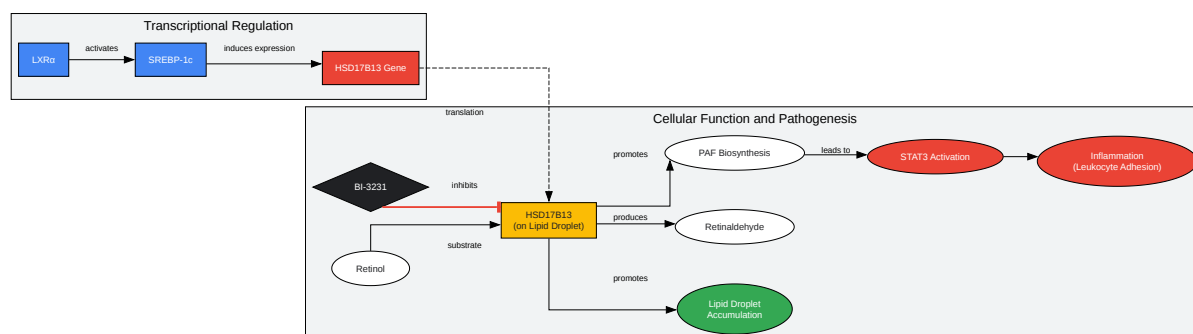 Transcriptional Regulation
LXRα
activates
SREBP-1c
induces expression
HSD17B13 Gene
translation
Cellular Function and Pathogenesis
promotes
PAF Biosynthesis
leads to
STAT3 Activation
Inflammation
(Leukocyte Adhesion)
BI-3231
inhibits
HSD17B13
(on Lipid Droplet)
produces
Retinaldehyde
substrate
Retinol
promotes
Lipid Droplet
Accumulation